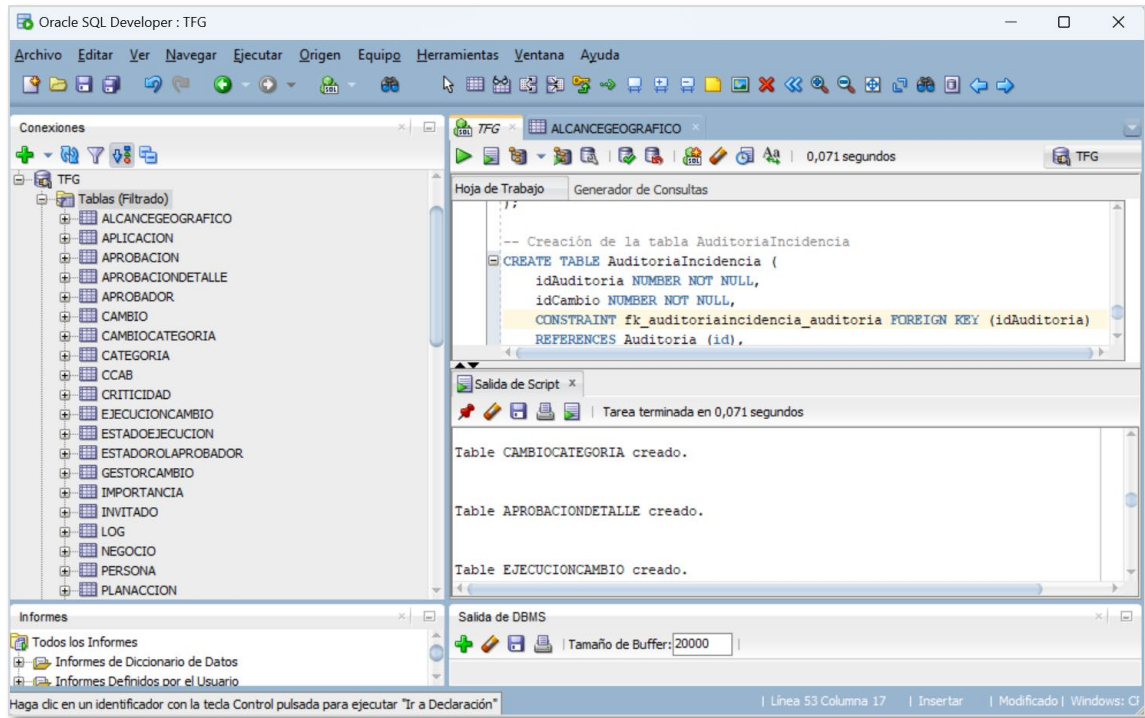 Oracle SQL Developer : TFG
Archivo Editar Ver Navegar Ejecutar Origen Equipo Herramientas Ventana Ayuda
Conexiones
TFG
Tablas (Filtrado)
ALCANCEGEOGRAFICO
APLICACION
APROBACION
APROBACIONDETALLE
APROBADOR
CAMBIO
CAMBIOCATEGORIA
CATEGORIA
CCAB
CRITICIDAD
EJECUCIONCAMBIO
ESTADOEJECUCION
ESTADOROLAPROBADOR
GESTORCAMBIO
IMPORTANCIA
INVITADO
LOG
NEGOCIO
PERSONA
PLANACCION
Informes
Todos los Informes
Informes de Diccionario de Datos
Informes Definidos por el Usuario
TFG ALCANCEGEOGRAFICO
0,071 segundos TFG
Hoja de Trabajo Generador de Consultas
);
-- Creación de la tabla AuditoriaIncidencia
CREATE TABLE AuditoriaIncidencia (
idAuditoria NUMBER NOT NULL,
idCambio NUMBER NOT NULL,
CONSTRAINT fk_auditoriaincidencia_auditoria FOREIGN KEY (idAuditoria)
REFERENCES Auditoria (id),
Salida de Script
Tarea terminada en 0,071 segundos
Table CAMBIOCATEGORIA creado.
Table APROBACIONDETALLE creado.
Table EJECUCIONCAMBIO creado.
Salida de DBMS
Tamaño de Buffer: 20000
Haga clic en un identificador con la tecla Control pulsada para ejecutar "Ir a Declaración"
| Línea 53 Columna 17 | Insertar | Modificado | Windows: